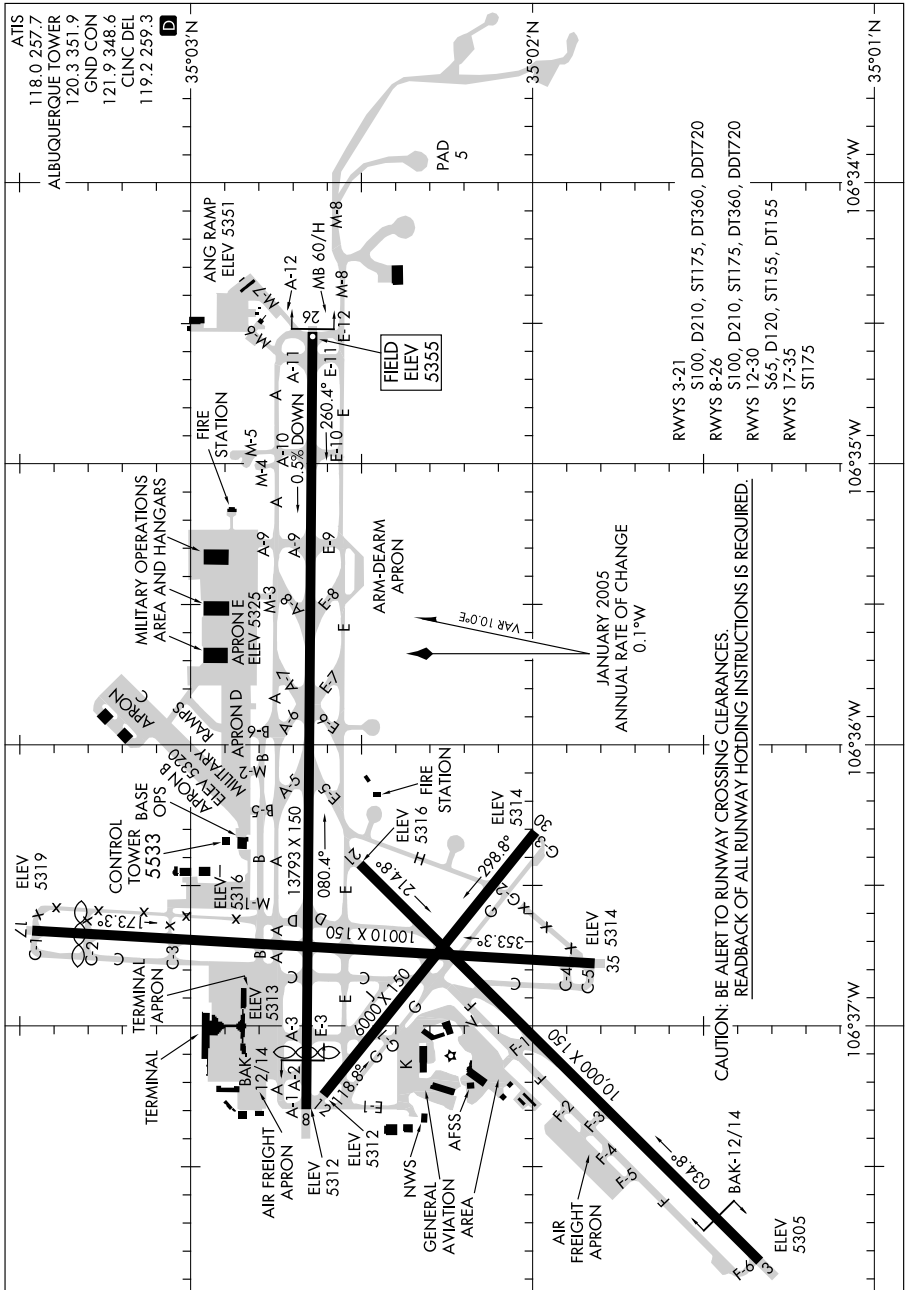 ATIS
118.0 257.7
ALBUQUERQUE TOWER
120.3 351.9
GND CON
121.9 348.6
CLNC DEL
119.2 259.3
D
35°03'N
35°02'N
35°01'N
106°34'W
106°35'W
106°36'W
106°37'W
PAD
5
ANG RAMP
ELEV 5351
A-12
MB 60/H
M-8
M-8
M-7
M-6
26
E-12
FIELD
ELEV
5355
A-11
E-11
A
260.4°
E
FIRE
STATION
M-5
M-4
A-10
E-10
0.5% DOWN
A
MILITARY OPERATIONS
AREA AND HANGARS
A-9
A-9
E-9
ARM-DEARM
APRON
APRON E
ELEV 5325
M-3
A-8
E-8
E
A-7
E-7
A
APRON
C
MILITARY
RAMPS
APRON D
B-6
A-6
E-6
APRON B
ELEV 5320
M-2
B
A-5
E-5
B-5
BASE
OPS
CONTROL
TOWER
5533
ELEV
5316
M-1
B
A
13793 X 150
080.4°
E
FIRE
STATION
ELEV
5316
21
214.8°
H
ELEV
5314
30
G-3
298.8°
G-2
G
ELEV
5319
17
C-1
C-2
C
C-3
173.3°
X
X
X
X
X
X
X
X
X
B
A
A
D
D
10010 X 150
353.3°
ELEV
5314
35
C-4
C-5
C
TERMINAL
TERMINAL
APRON
ELEV
5313
C
C
E
J
G
6000 X 150
G-1
G
118.8°
12
ELEV
5312
A-3
E-3
BAK-
12/14
A
A-2
A-1
8
ELEV
5312
E-1
AIR FREIGHT
APRON
K
V
F
F-1
F
NWS
GENERAL
AVIATION
AREA
AFSS
F-2
F-3
F-4
F-5
F
AIR
FREIGHT
APRON
10,000 X 150
034.8°
BAK-12/14
F-6
3
ELEV
5305
VAR 10.0°E
JANUARY 2005
ANNUAL RATE OF CHANGE
0.1°W
RWYS 3-21
S100, D210, ST175, DT360, DDT720
RWYS 8-26
S100, D210, ST175, DT360, DDT720
RWYS 12-30
S65, D120, ST155, DT155
RWYS 17-35
ST175
CAUTION: BE ALERT TO RUNWAY CROSSING CLEARANCES.
READBACK OF ALL RUNWAY HOLDING INSTRUCTIONS IS REQUIRED.